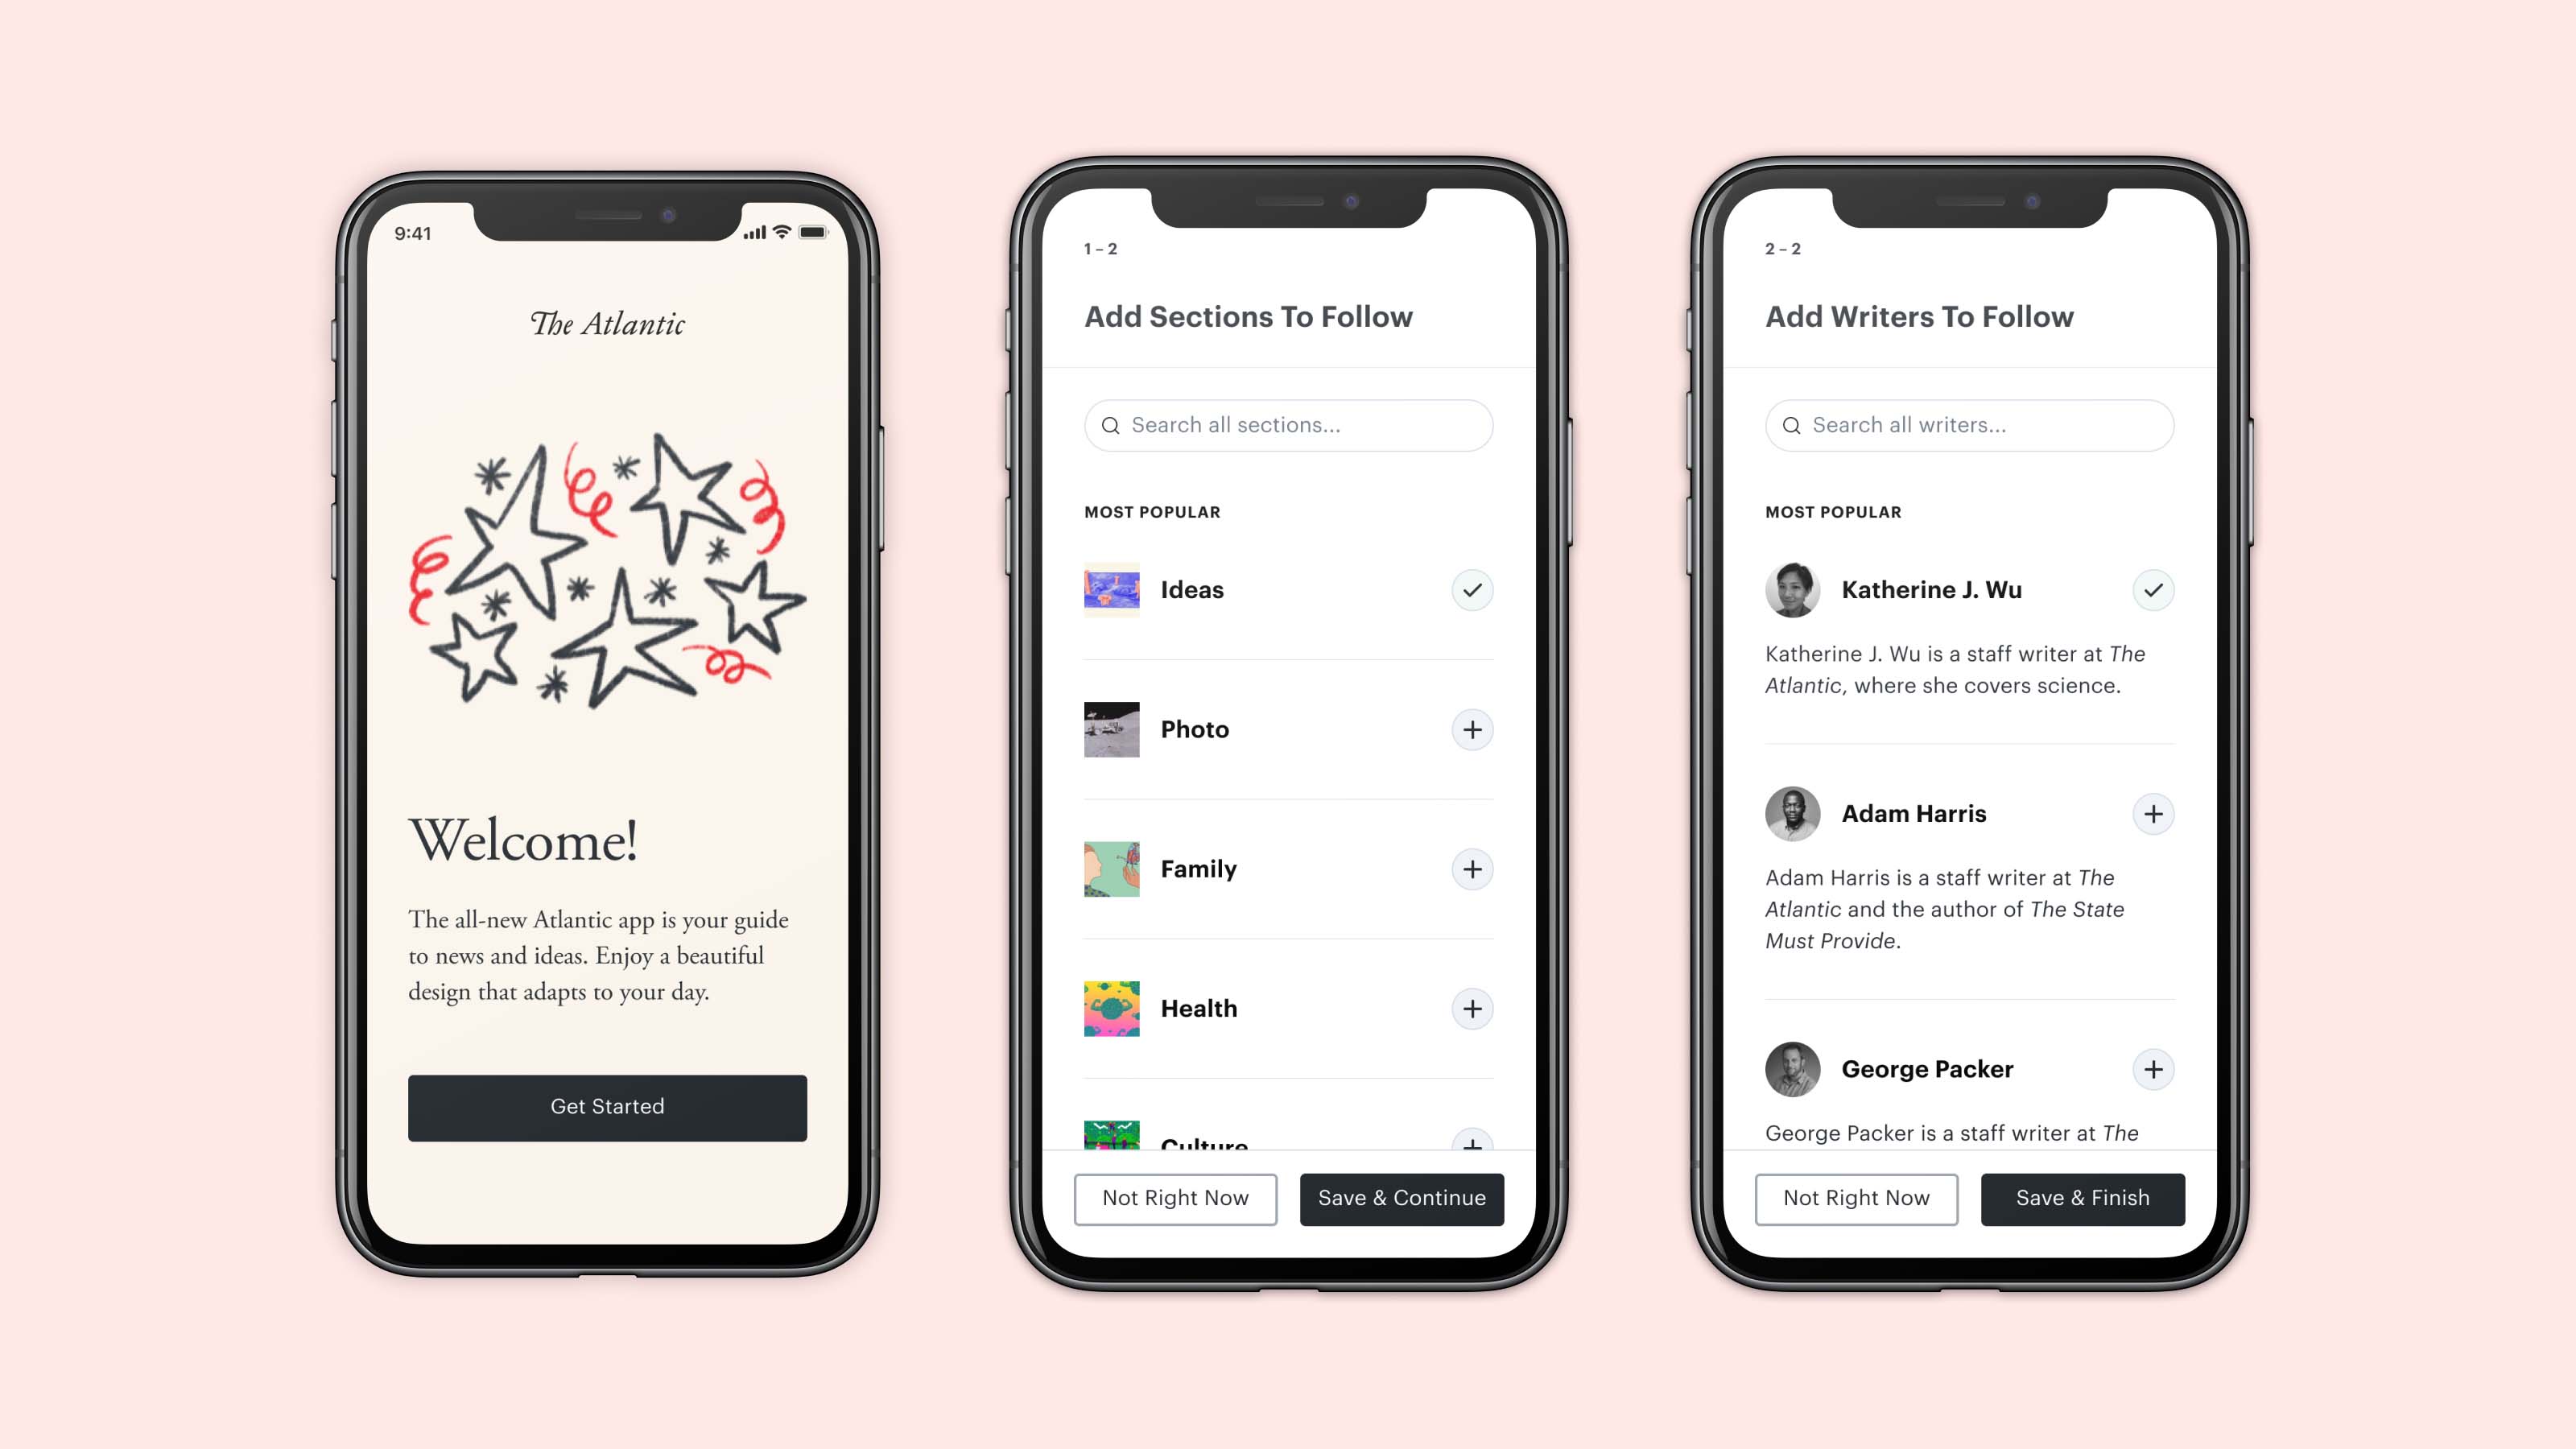 9:41
The Atlantic
Welcome!
The all-new Atlantic app is your guide
to news and ideas. Enjoy a beautiful
design that adapts to your day.
Get Started
1 – 2
Add Sections To Follow
Search all sections...
MOST POPULAR
Ideas
Photo
Family
Health
Culture
Not Right Now
Save & Continue
2 – 2
Add Writers To Follow
Search all writers...
MOST POPULAR
Katherine J. Wu
Katherine J. Wu is a staff writer at The
Atlantic, where she covers science.
Adam Harris
Adam Harris is a staff writer at The
Atlantic and the author of The State
Must Provide.
George Packer
George Packer is a staff writer at The
Not Right Now
Save & Finish